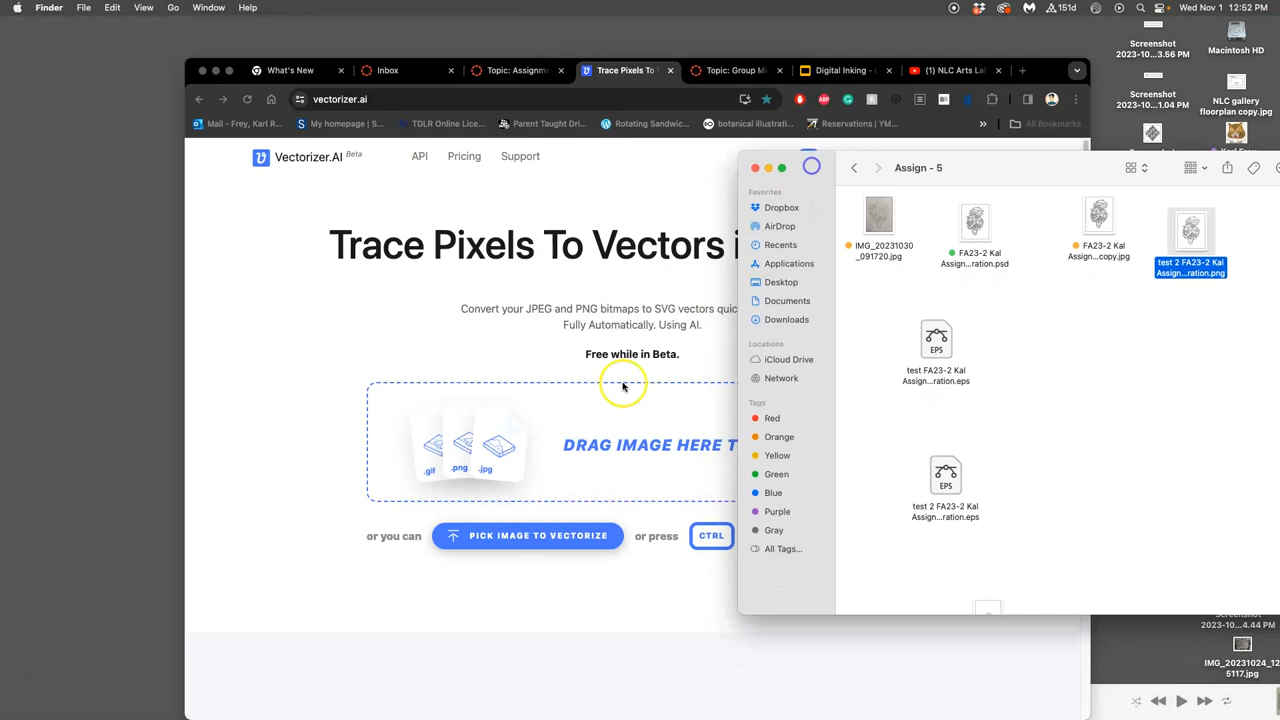 Finder File Edit View Go Window Help
151d Wed Nov 1 12:52 PM
Screenshot
2023-10...3.56 PM
Macintosh HD
Screenshot
2023-10...1.04 PM
NLC gallery
floorplan copy.jpg
What's New
Inbox
Topic: Assignme
Trace Pixels To
Topic: Group Mi
Digital Inking -
(1) NLC Arts La
vectorizer.ai
Mail - Frey, Karl R...
My homepage | S...
TDLR Online Lice...
Parent Taught Dri...
Rotating Sandwic...
botanical illustrati...
Reservations | YM...
All Bookmarks
Vectorizer.AI Beta
API Pricing Support
Trace Pixels To Vectors i
Convert your JPEG and PNG bitmaps to SVG vectors quic
Fully Automatically. Using AI.
Free while in Beta.
.gif .png .jpg
DRAG IMAGE HERE T
or you can PICK IMAGE TO VECTORIZE or press CTRL
Assign - 5
Favorites
Dropbox
AirDrop
Recents
Applications
Desktop
Documents
Downloads
Locations
iCloud Drive
Network
Tags
Red
Orange
Yellow
Green
Blue
Purple
Gray
All Tags...
IMG_20231030
_091720.jpg
FA23-2 Kal
Assign...ration.psd
FA23-2 Kal
Assign...copy.jpg
test 2 FA23-2 Kal
Assign...ration.png
EPS
test FA23-2 Kal
Assign...ration.eps
EPS
test 2 FA23-2 Kal
Assign...ration.eps
2023-10...4.44 PM
IMG_20231024_12
5117.jpg